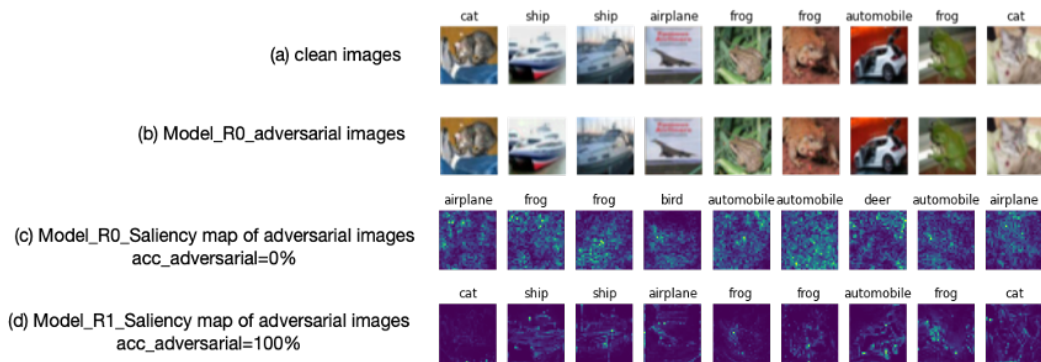 cat ship ship airplane frog frog automobile frog cat
(a) clean images
(b) Model_R0_adversarial images
airplane frog frog bird automobile automobile deer automobile airplane
(c) Model_R0_Saliency map of adversarial images
acc_adversarial=0%
cat ship ship airplane frog frog automobile frog cat
(d) Model_R1_Saliency map of adversarial images
acc_adversarial=100%